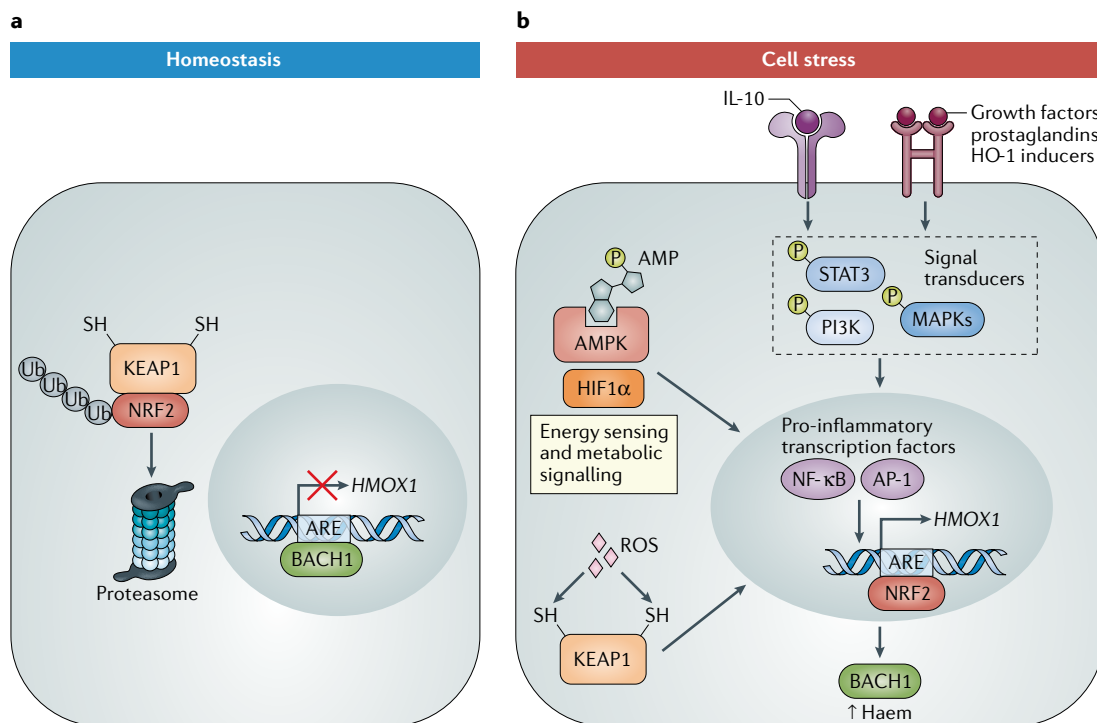 a
Homeostasis
SH
SH
KEAP1
Ub
Ub
Ub
Ub
NRF2
Proteasome
HMOX1
ARE
BACH1
b
Cell stress
IL-10
Growth factors
prostaglandins
HO-1 inducers
P
AMP
AMPK
HIF1α
Energy sensing
and metabolic
signalling
P
STAT3
Signal
transducers
P
PI3K
P
MAPKs
Pro-inflammatory
transcription factors
NF-κB
AP-1
HMOX1
ARE
NRF2
ROS
SH
SH
KEAP1
BACH1
↑ Haem